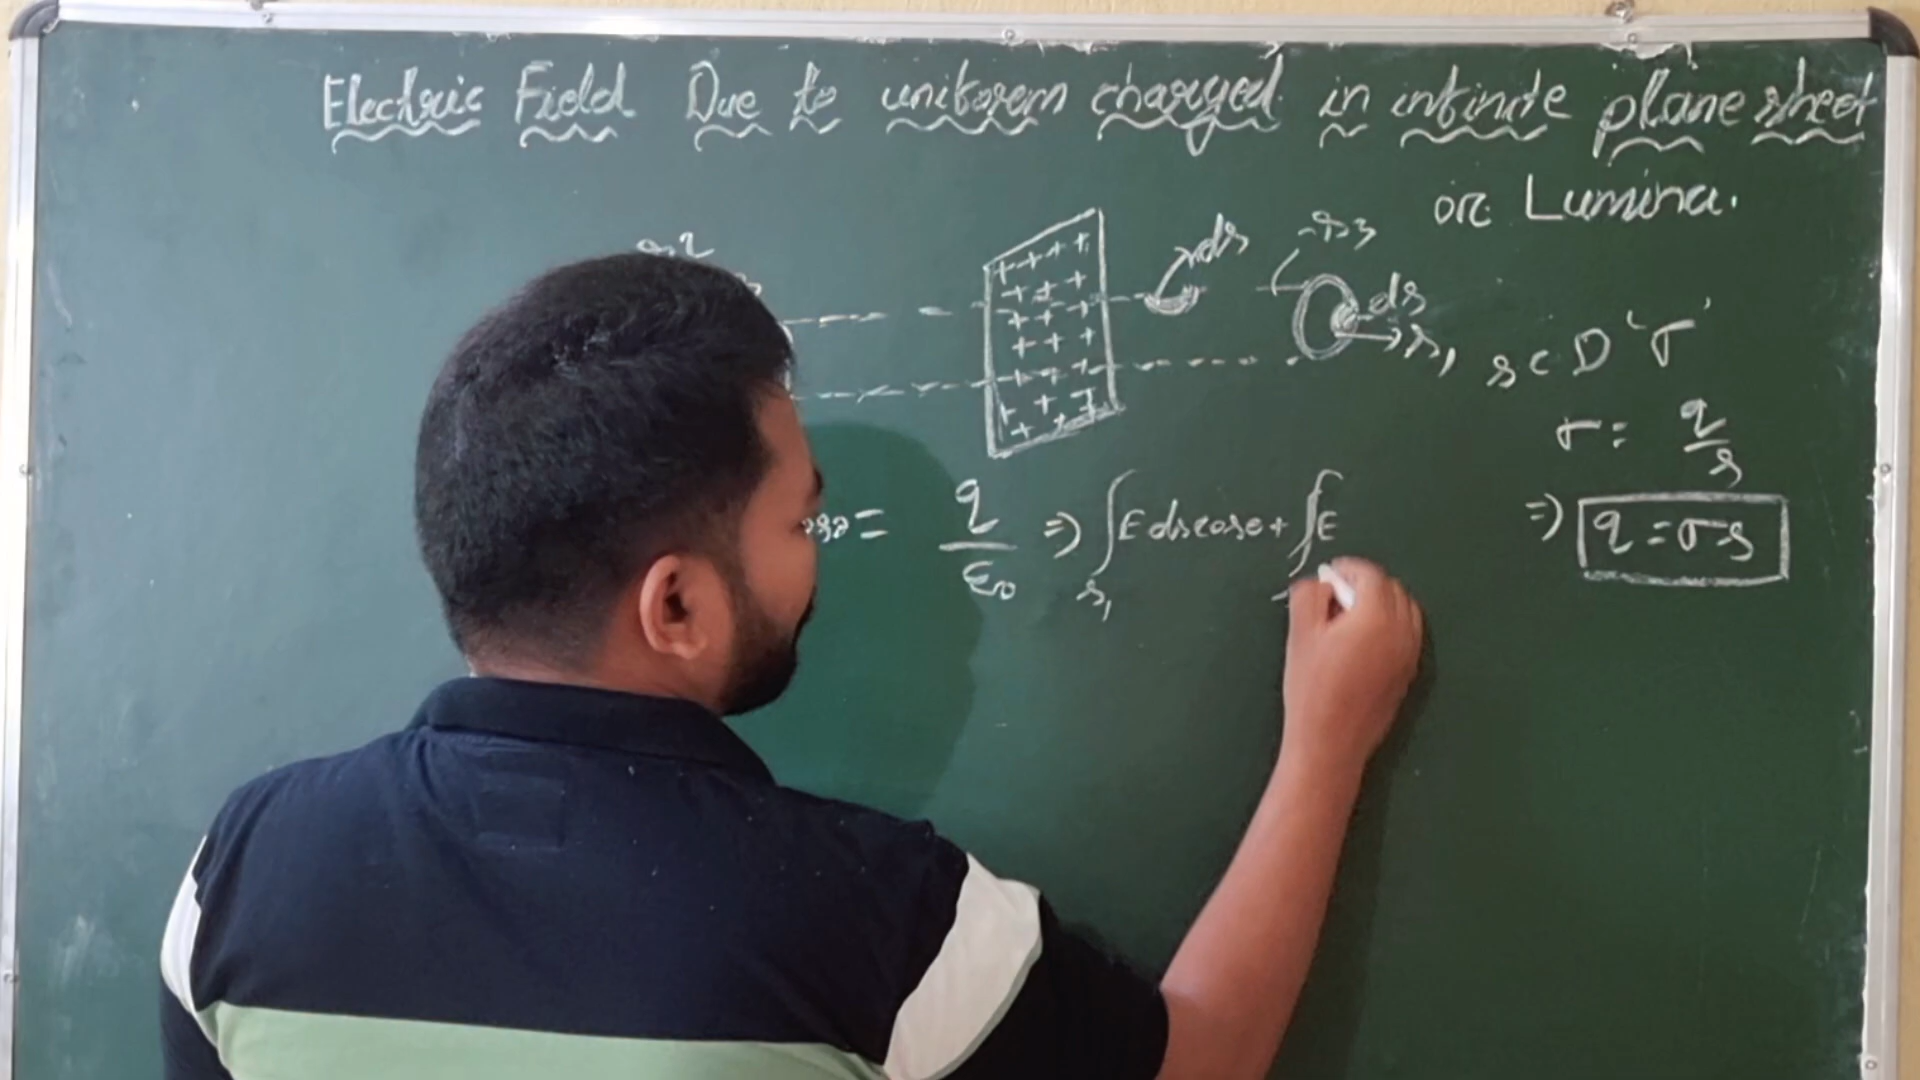 Electric Field Due to uniform charged in infinite plane sheet
or Lumina.
ds
ds
S₁
S C D 'σ'
σ = q/s
q/ε₀ ⇒ ∫ E ds cosθ + ∫ E
S₁
⇒ q = σs